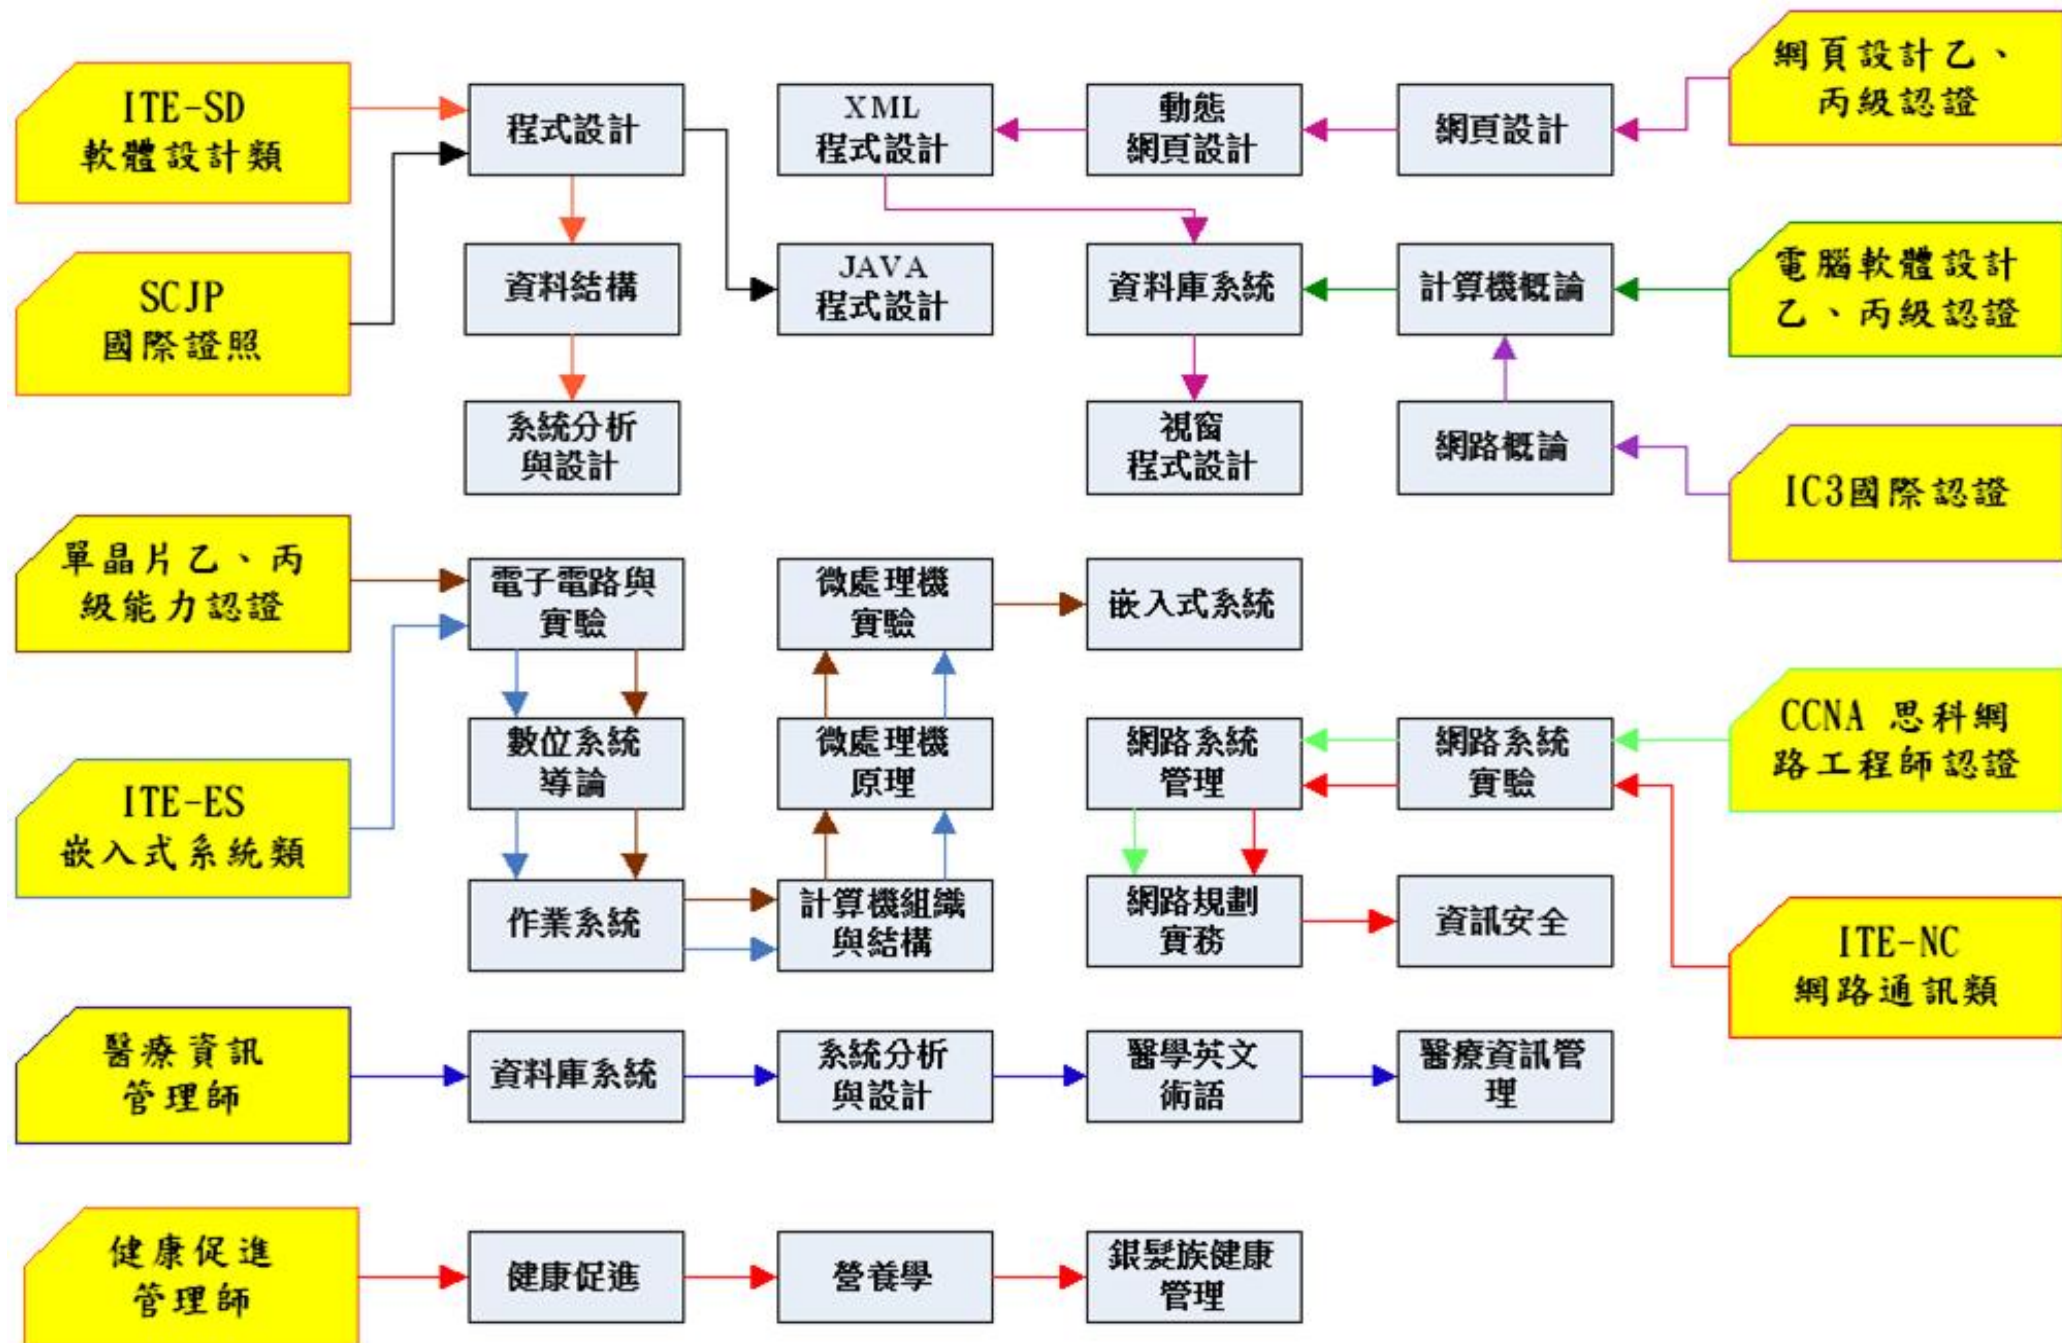 ITE-SD
軟體設計類
程式設計
XML
程式設計
動態
網頁設計
網頁設計
網頁設計乙、
丙級認證
SCJP
國際證照
資料結構
JAVA
程式設計
資料庫系統
計算機概論
電腦軟體設計
乙、丙級認證
系統分析
與設計
視窗
程式設計
網路概論
IC3國際認證
單晶片乙、丙
級能力認證
電子電路與
實驗
微處理機
實驗
嵌入式系統
ITE-ES
嵌入式系統類
數位系統
導論
微處理機
原理
網路系統
管理
網路系統
實驗
CCNA 思科網
路工程師認證
作業系統
計算機組織
與結構
網路規劃
實務
資訊安全
ITE-NC
網路通訊類
醫療資訊
管理師
資料庫系統
系統分析
與設計
醫學英文
術語
醫療資訊管
理
健康促進
管理師
健康促進
營養學
銀髮族健康
管理